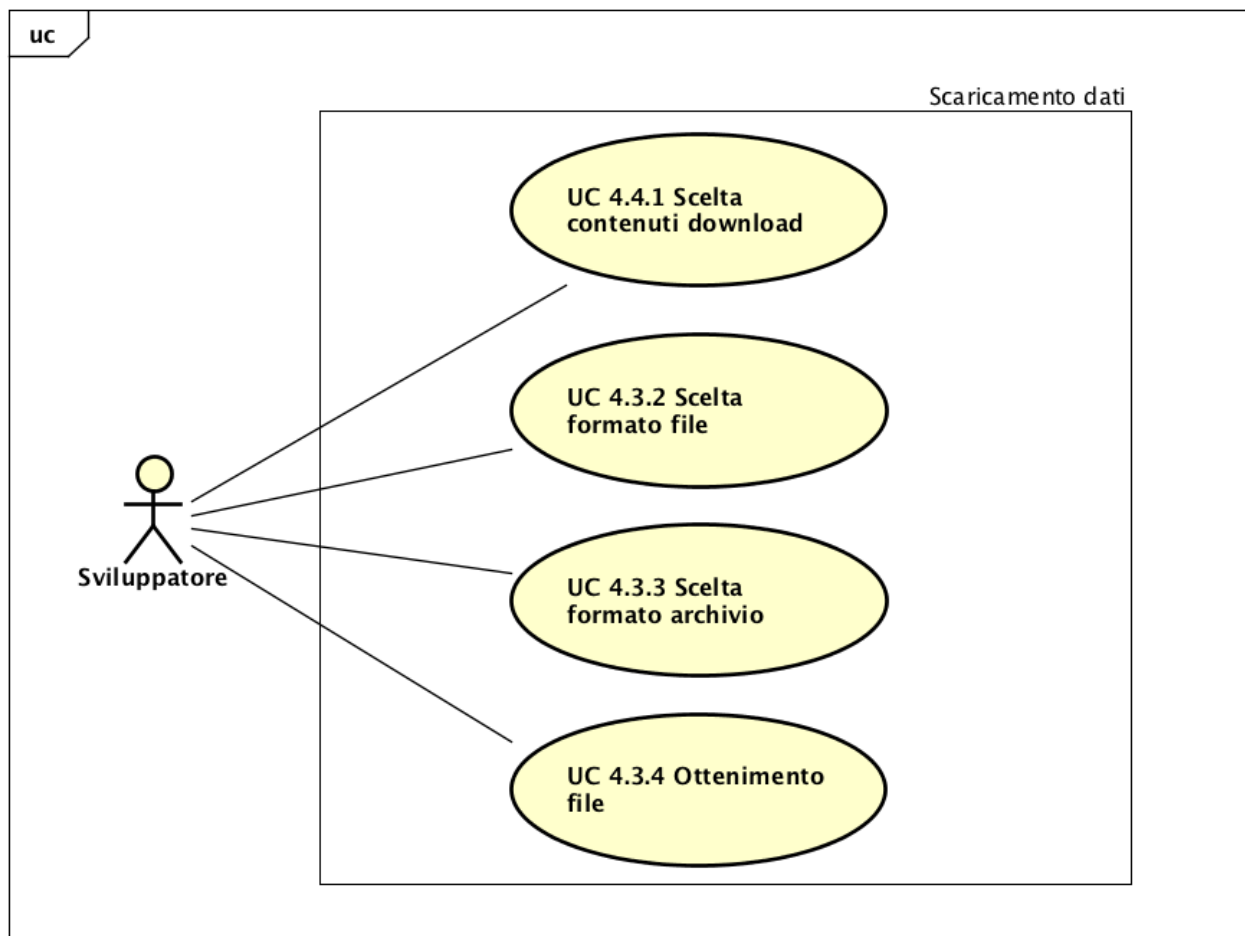 uc
Scaricamento dati
UC 4.4.1 Scelta
contenuti download
UC 4.3.2 Scelta
formato file
UC 4.3.3 Scelta
formato archivio
Sviluppatore
UC 4.3.4 Ottenimento
file